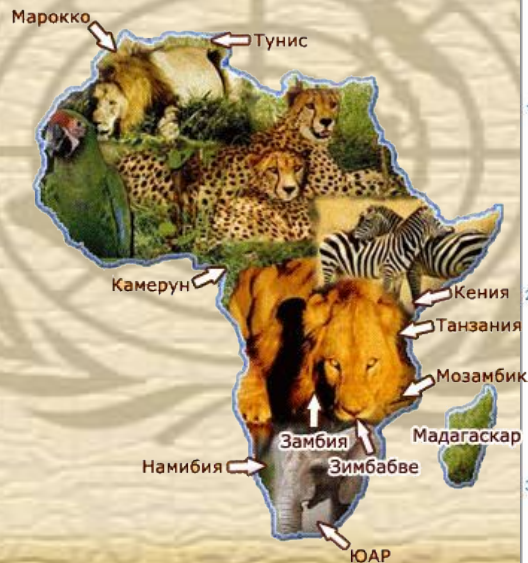 Марокко
Тунис
Камерун
Кения
Танзания
Мозамбик
Замбия
Мадагаскар
Намибия
Зимбабве
ЮАР